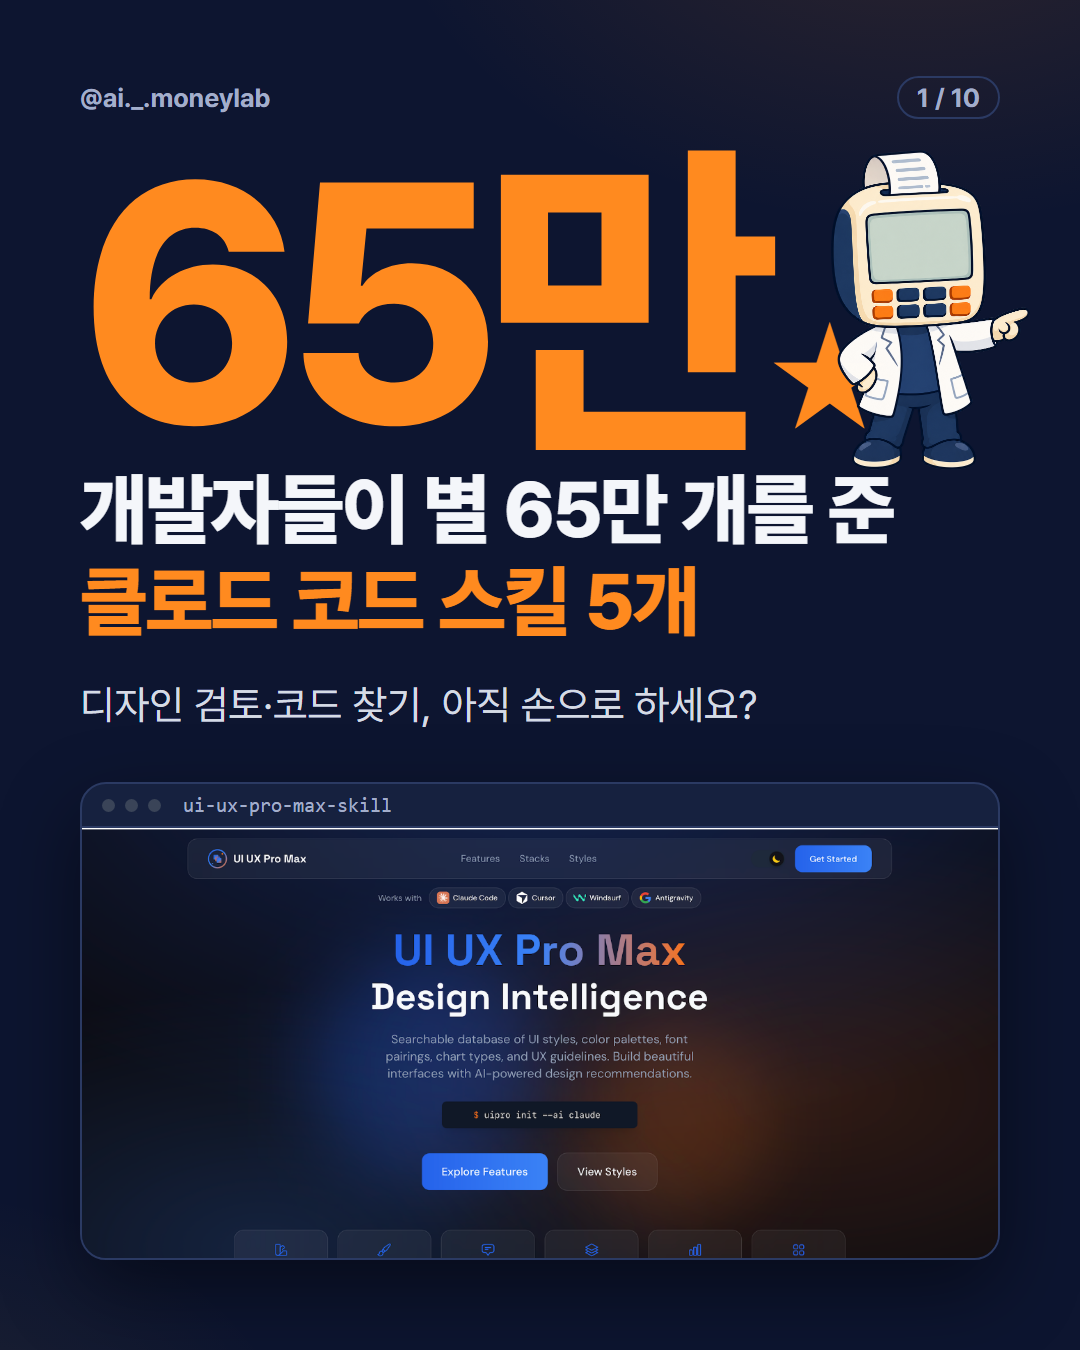 @ai._.moneylab
1 / 10
65만★
개발자들이 별 65만 개를 준
클로드 코드 스킬 5개
디자인 검토·코드 찾기, 아직 손으로 하세요?
ui-ux-pro-max-skill
UI UX Pro Max
Features Stacks Styles
Get Started
Works with Claude Code Cursor Windsurf Antigravity
UI UX Pro Max
Design Intelligence
Searchable database of UI styles, color palettes, font
pairings, chart types, and UX guidelines. Build beautiful
interfaces with AI-powered design recommendations.
$ uipro init --ai claude
Explore Features View Styles